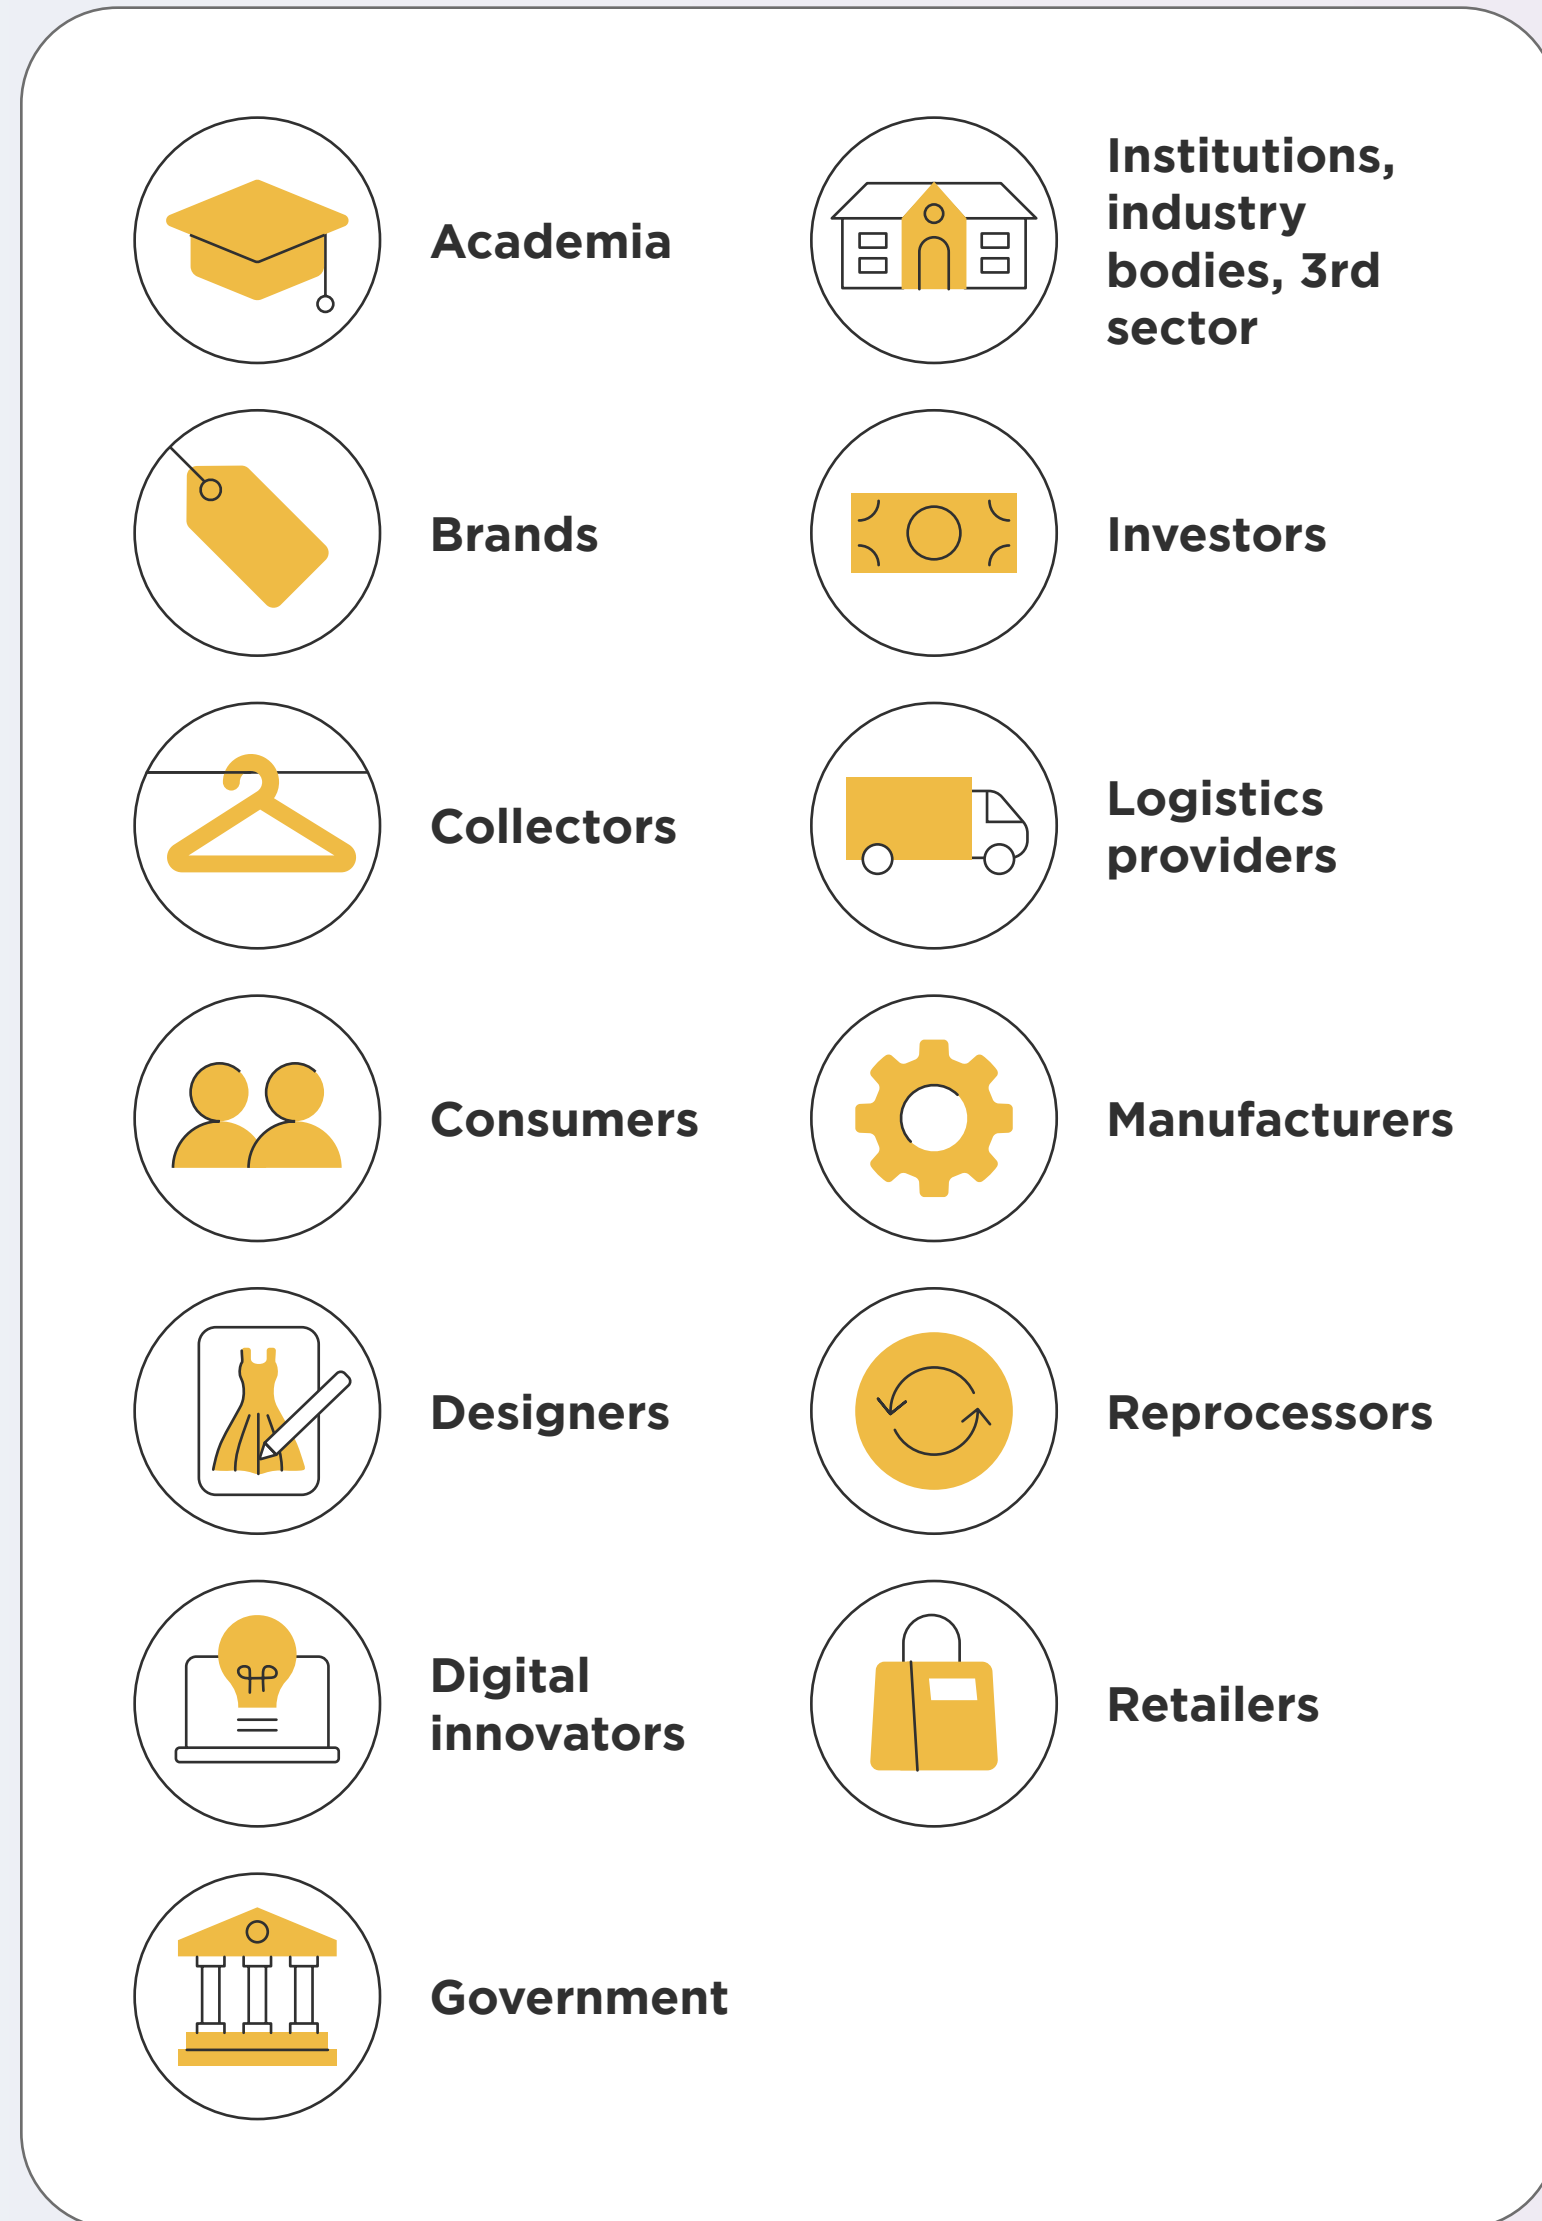 Academia
Brands
Collectors
Consumers
Designers
Digital
innovators
Government
Institutions,
industry
bodies, 3rd
sector
Investors
Logistics
providers
Manufacturers
Reprocessors
Retailers